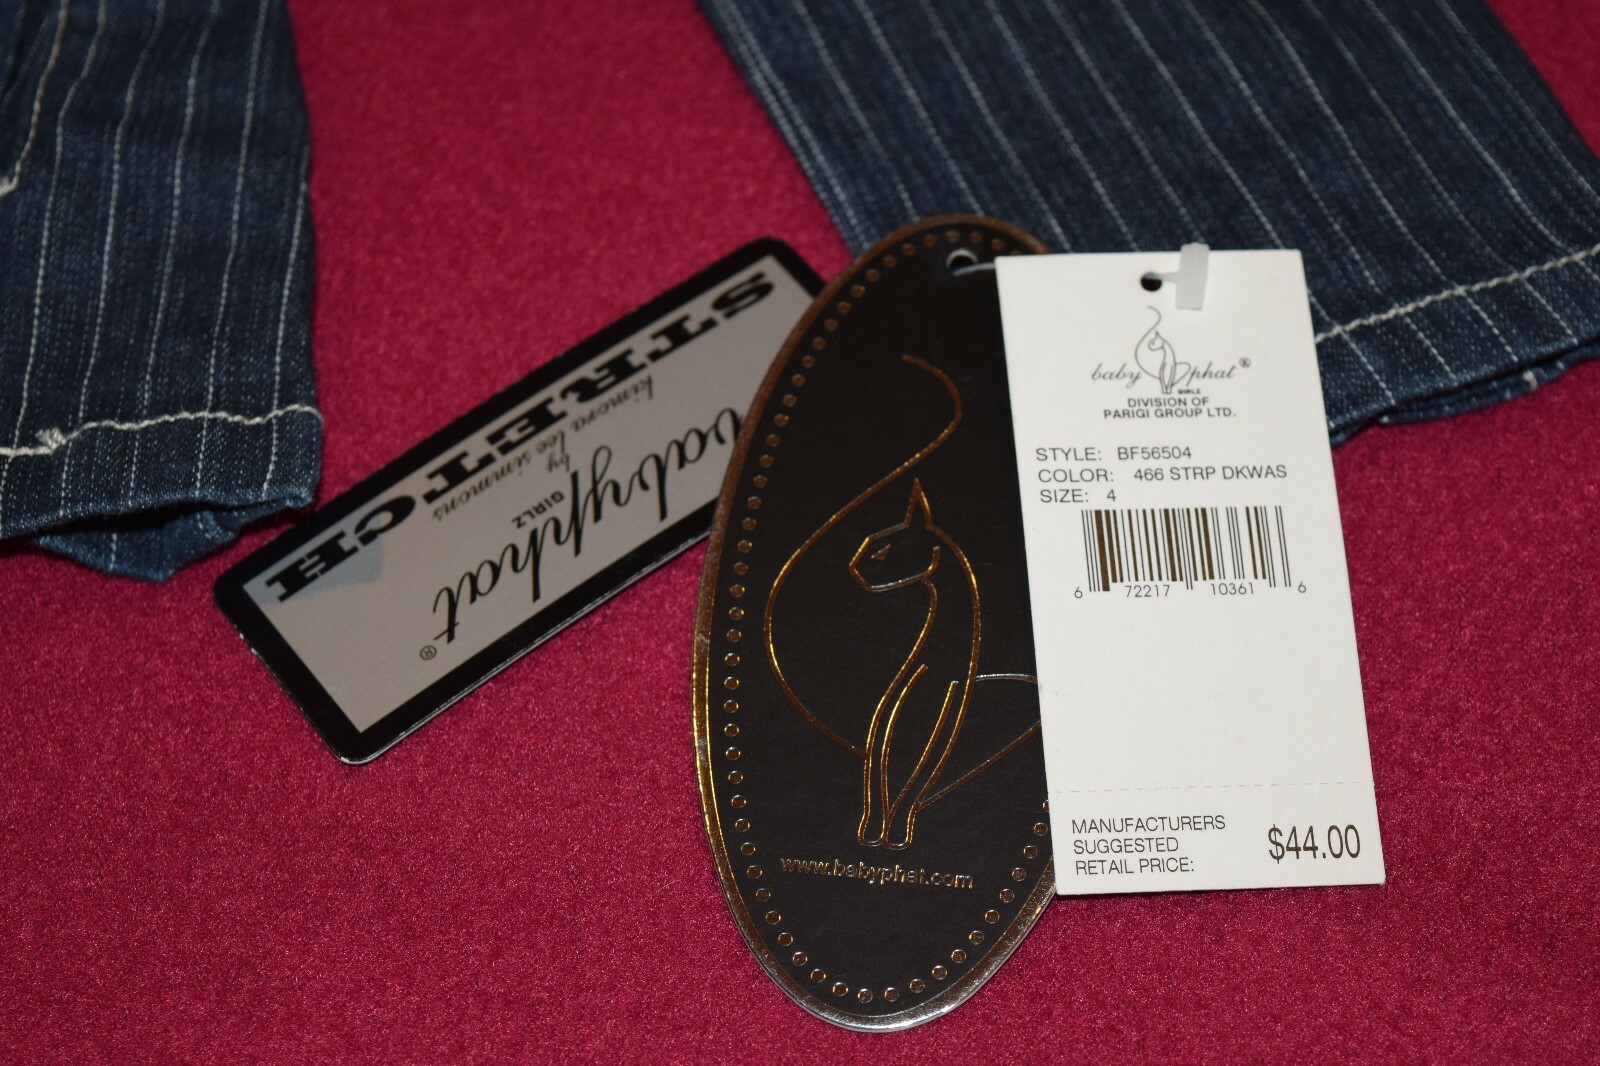 STRETCH
kimora lee simmons
by
GIRLZ
babyphat®
www.babyphat.com
baby phat®
GIRLZ
DIVISION OF
PARIGI GROUP LTD.
STYLE: BF56504
COLOR: 466 STRP DKWAS
SIZE: 4
6 72217 10361 6
MANUFACTURERS
SUGGESTED
RETAIL PRICE: $44.00